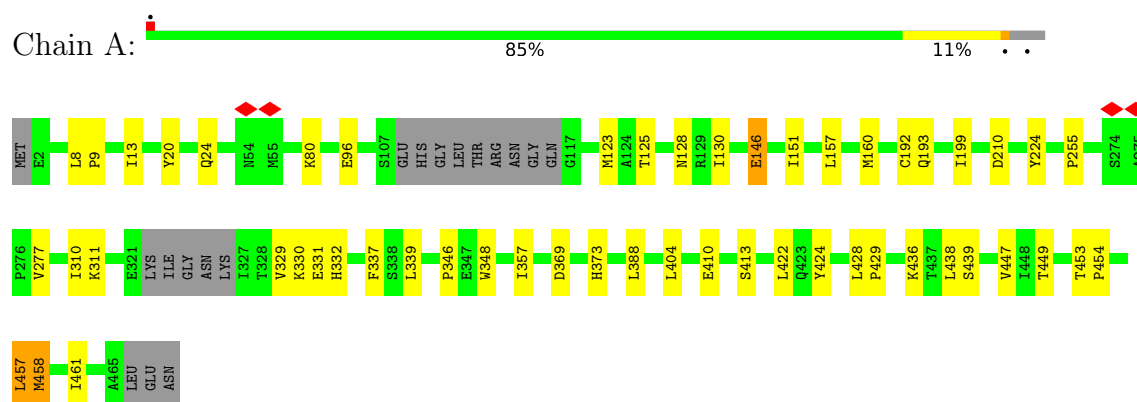 Chain A:
85%
11%
MET E2 L8 P9 I13 Y20 Q24 N54 M55 K80 E96 S107 GLU HIS GLY LEU THR ARG ASN GLY GLN G117 M123 A124 T125 N128 R129 I130 E146 I151 L157 M160 C192 Q193 I199 D210 Y224 P255 S274
P276 V277 I310 K311 E321 LYS ILE GLY ASN LYS I327 T328 V329 K330 E331 H332 F337 S338 L339 P346 E347 W348 I357 D369 H373 L388 L404 E410 S413 L422 Q423 Y424 L428 P429 K436 T437 L438 S439 V447 I448 T449 T453 P454
L457 M458 I461 A465 LEU GLU ASN